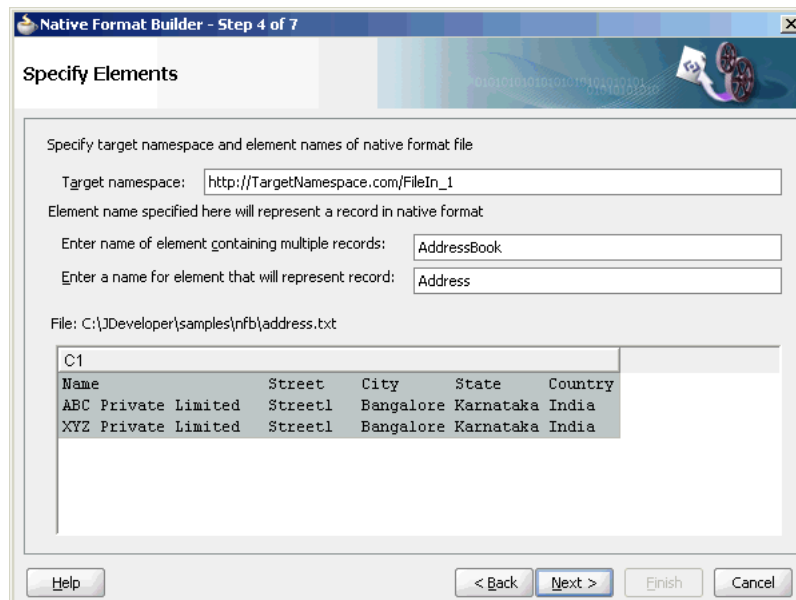 Native Format Builder - Step 4 of 7
Specify Elements
Specify target namespace and element names of native format file
Target namespace: http://TargetNamespace.com/FileIn_1
Element name specified here will represent a record in native format
Enter name of element containing multiple records: AddressBook
Enter a name for element that will represent record: Address
File: C:\JDeveloper\samples\nfb\address.txt
C1
Name Street City State Country
ABC Private Limited Street1 Bangalore Karnataka India
XYZ Private Limited Street1 Bangalore Karnataka India
Help < Back Next > Finish Cancel